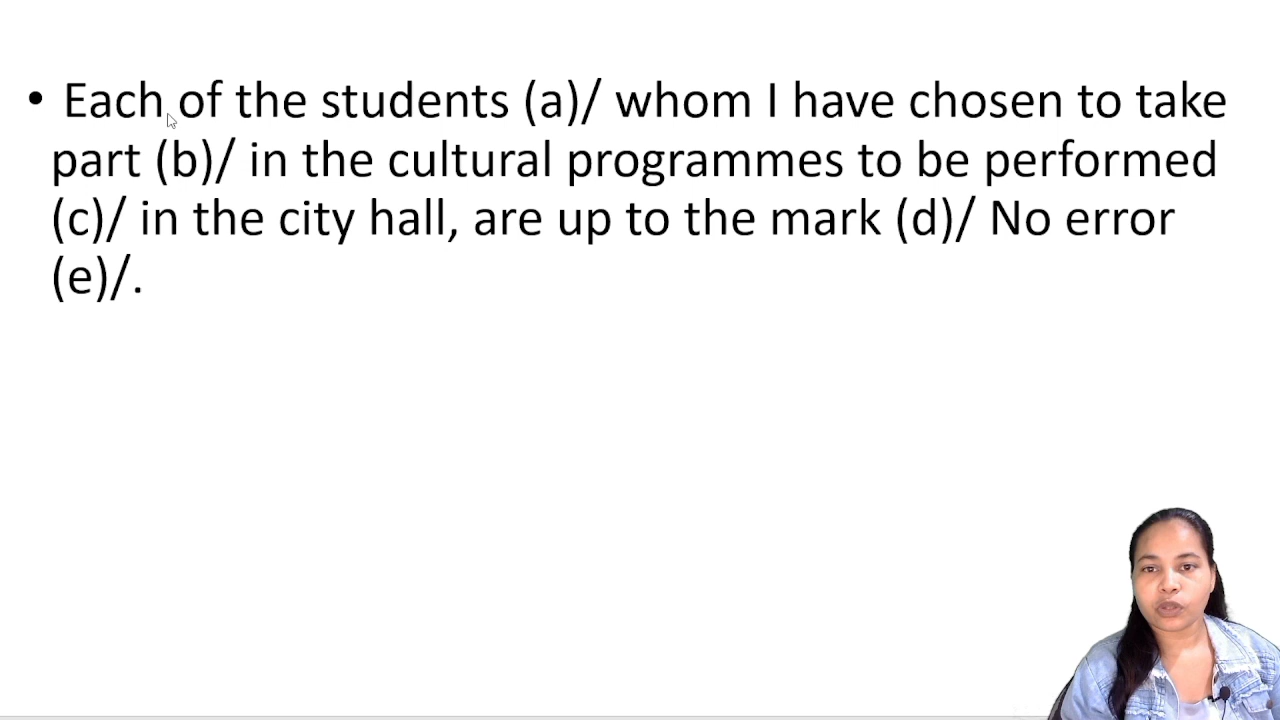 • Each of the students (a)/ whom I have chosen to take
part (b)/ in the cultural programmes to be performed
(c)/ in the city hall, are up to the mark (d)/ No error
(e)/.